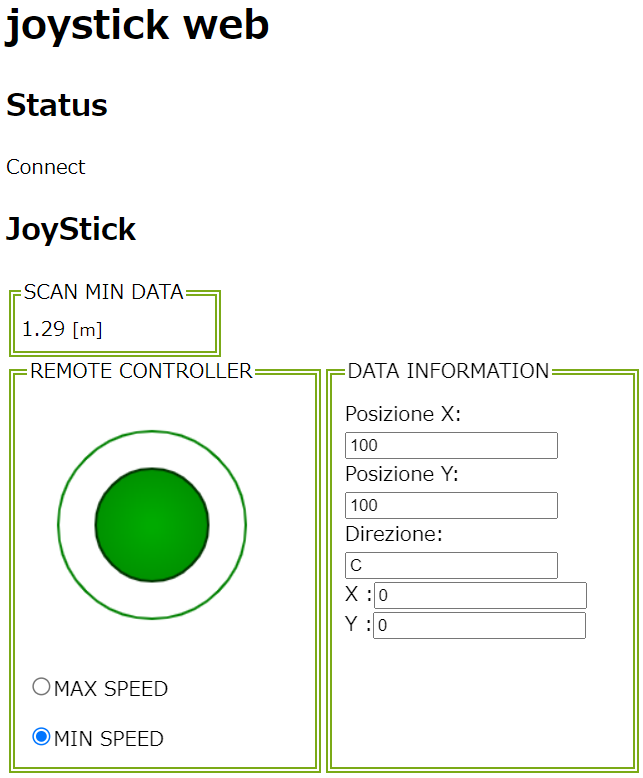 joystick web
Status
Connect
JoyStick
SCAN MIN DATA
1.29 [m]
REMOTE CONTROLLER
MAX SPEED
MIN SPEED
DATA INFORMATION
Posizione X:
100
Posizione Y:
100
Direzione:
C
X :0
Y :0